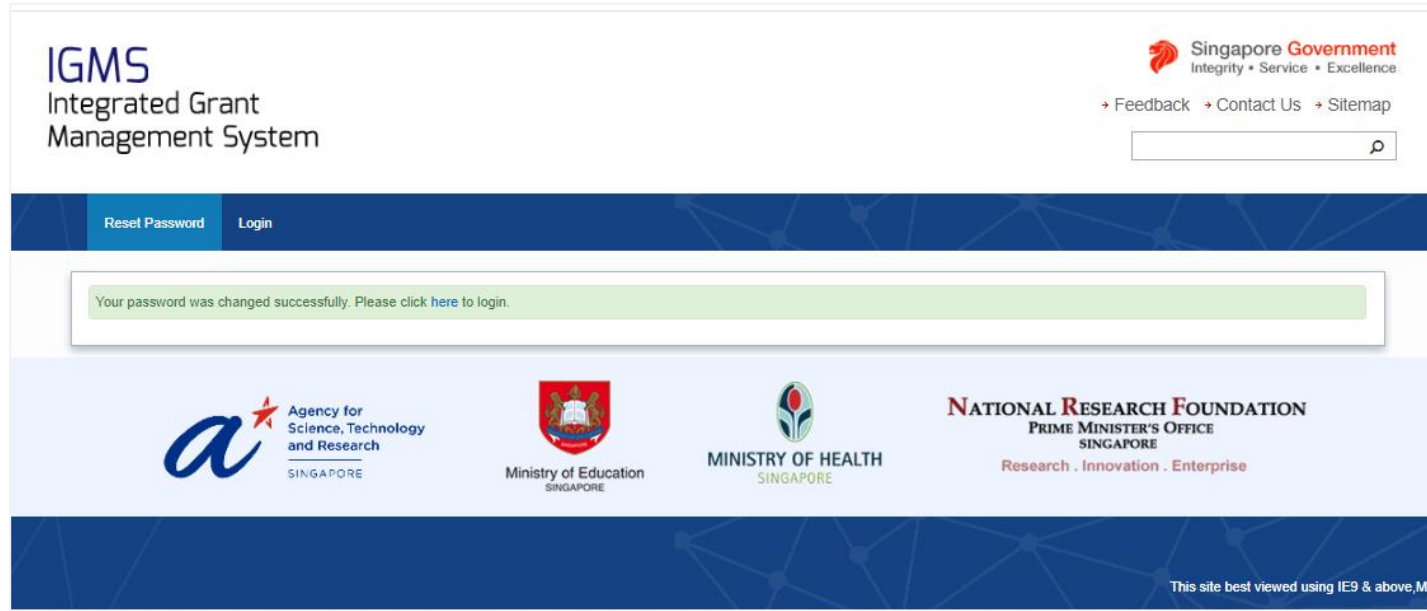 IGMS
Integrated Grant
Management System
Singapore Government
Integrity • Service • Excellence
Feedback Contact Us Sitemap
Reset Password Login
Your password was changed successfully. Please click here to login.
Agency for
Science, Technology
and Research
SINGAPORE
Ministry of Education
SINGAPORE
MINISTRY OF HEALTH
SINGAPORE
NATIONAL RESEARCH FOUNDATION
PRIME MINISTER'S OFFICE
SINGAPORE
Research . Innovation . Enterprise
This site best viewed using IE9 & above,M